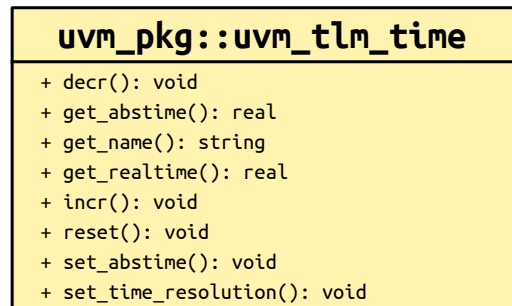 uvm_pkg::uvm_tlm_time
+ decr(): void
+ get_abstime(): real
+ get_name(): string
+ get_realtime(): real
+ incr(): void
+ reset(): void
+ set_abstime(): void
+ set_time_resolution(): void